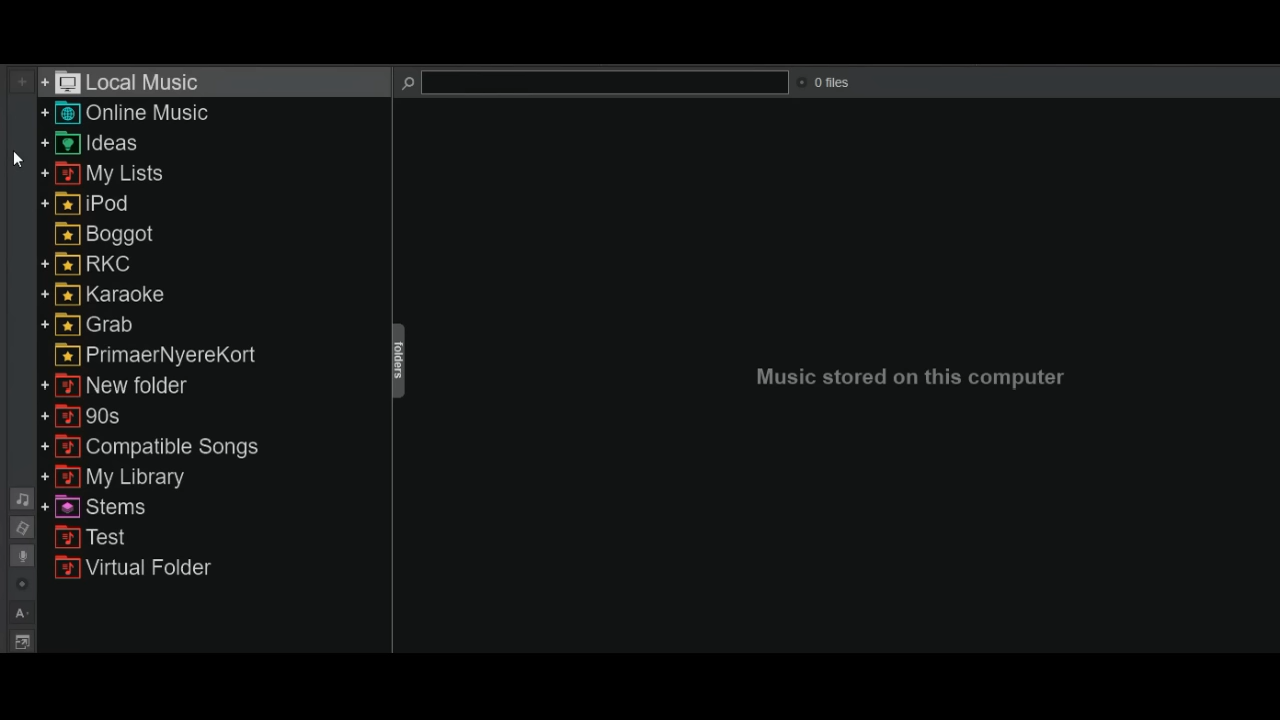 Local Music
0 files
Online Music
Ideas
My Lists
iPod
Boggot
RKC
Karaoke
Grab
PrimaerNyereKort
folders
Music stored on this computer
New folder
90s
Compatible Songs
My Library
Stems
Test
Virtual Folder
A